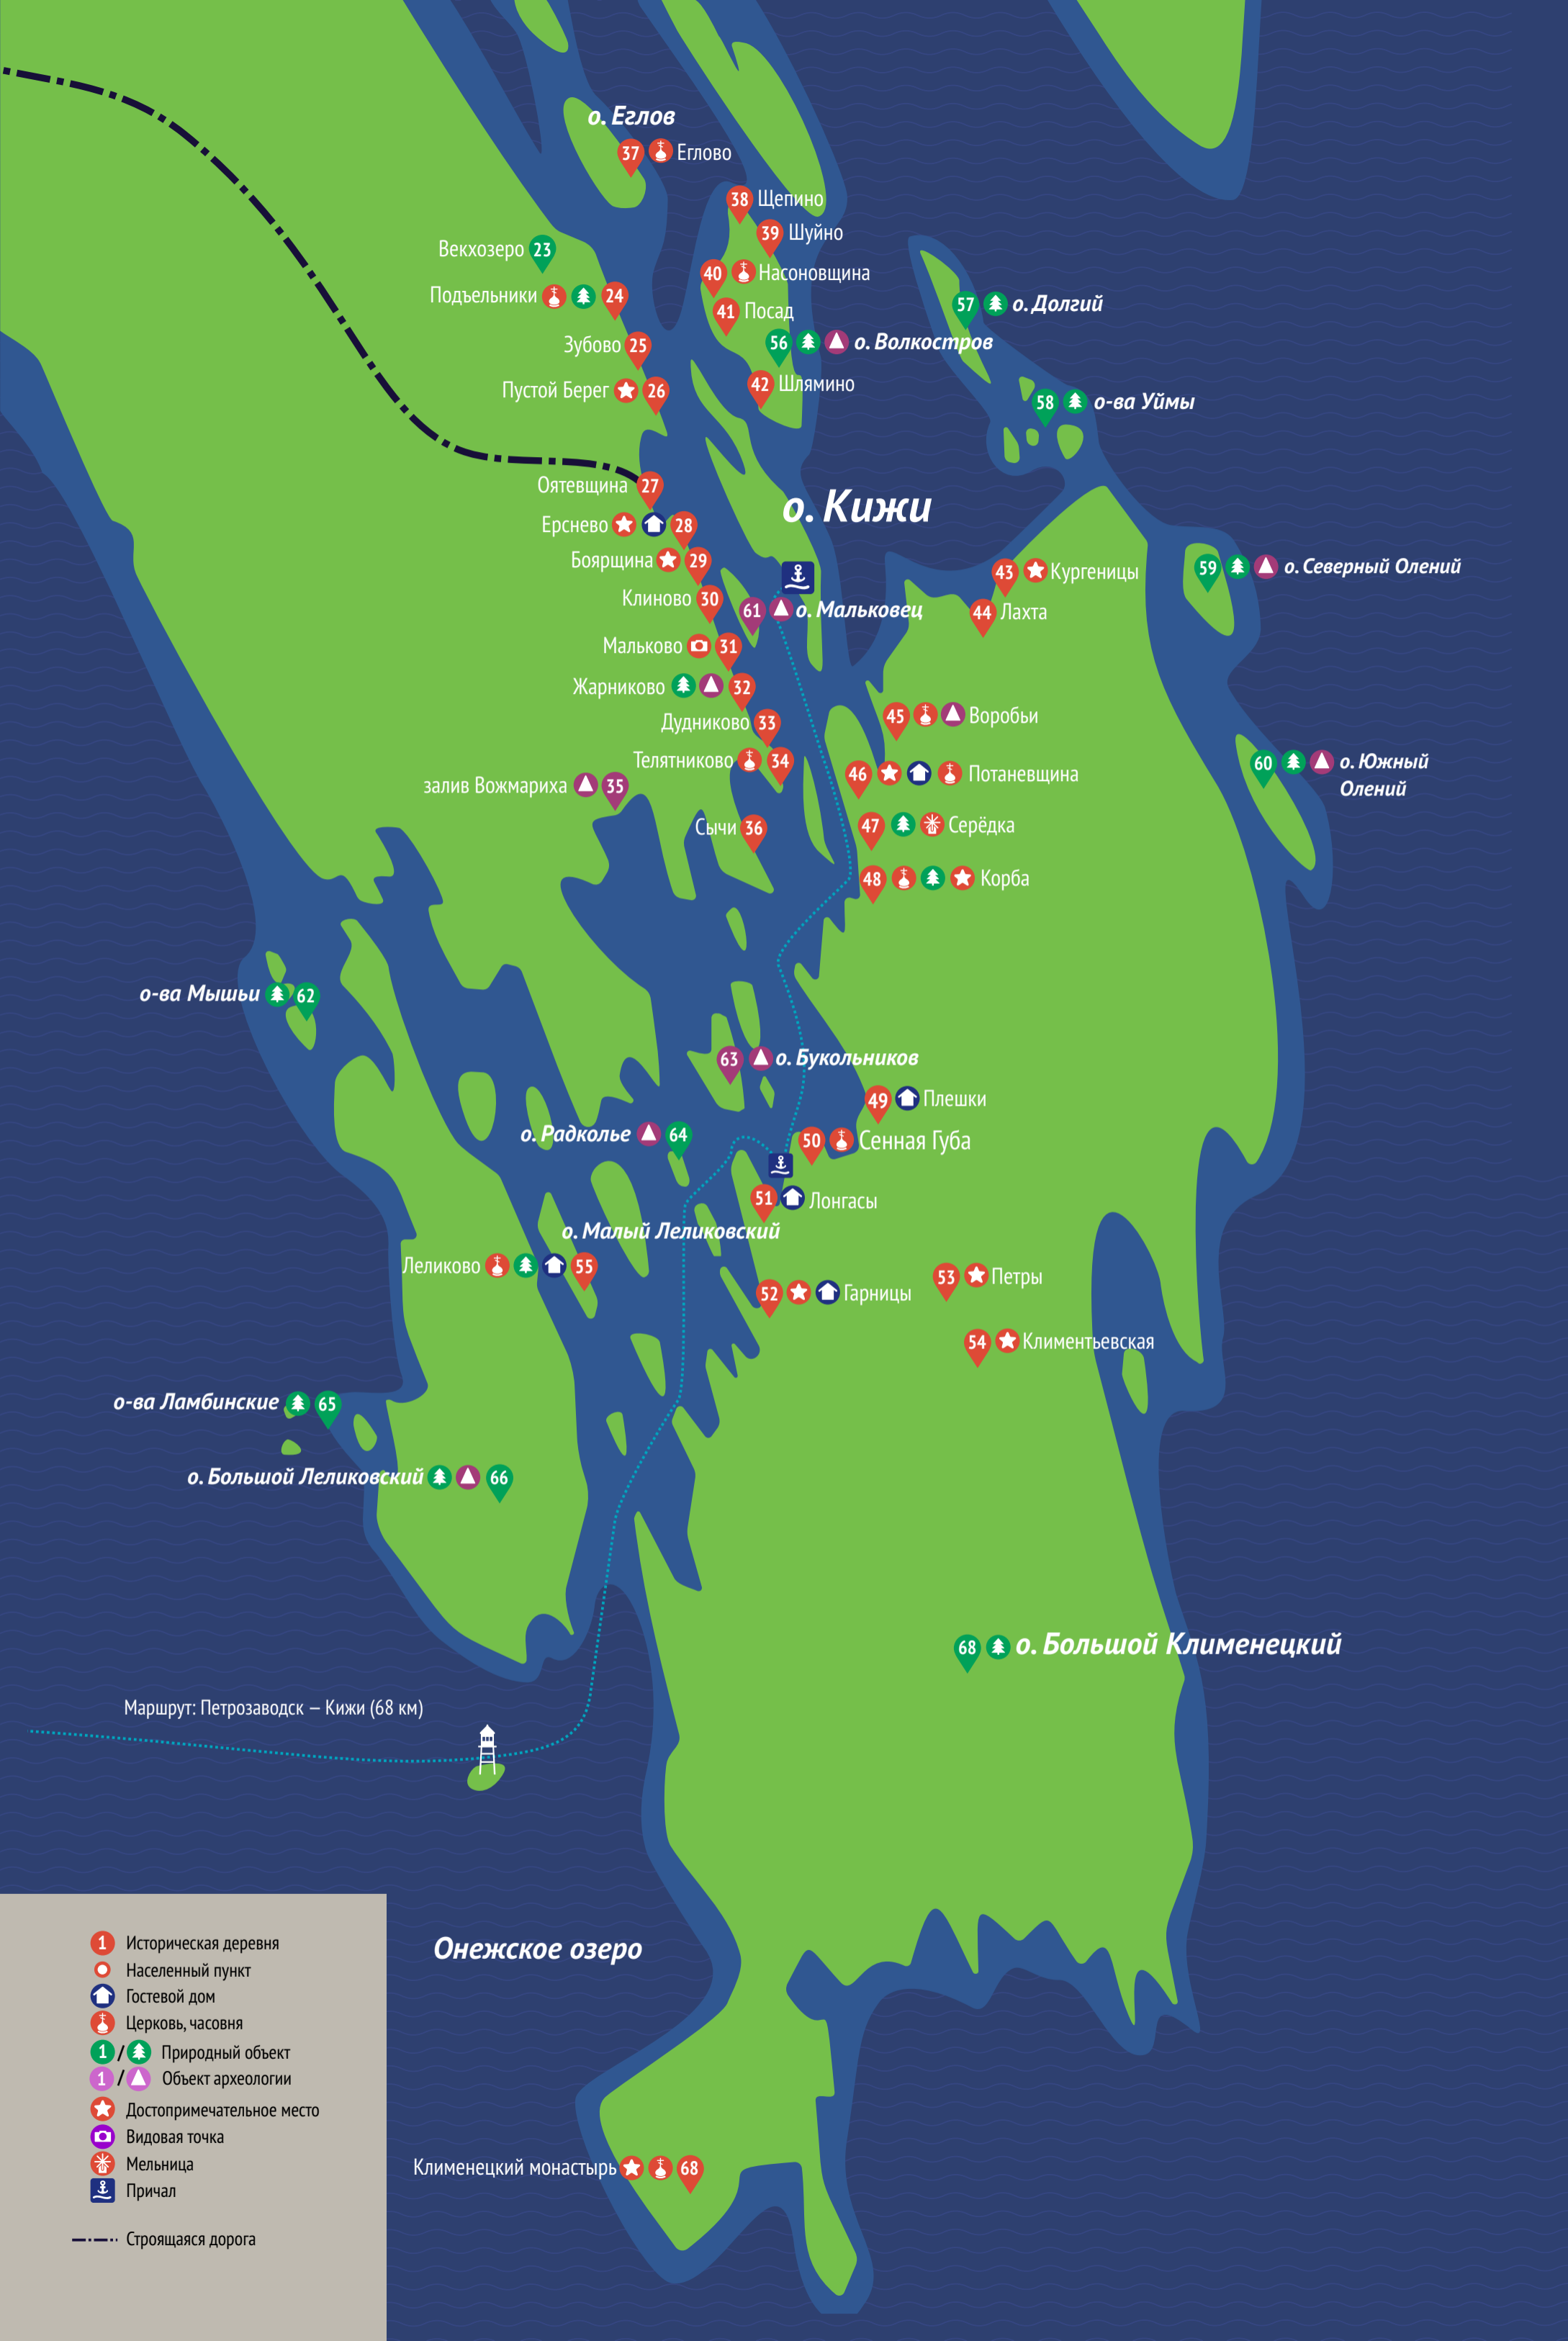 о. Еглов
37 Еглово
38 Щепино
39 Шуйно
Векхозеро 23
40 Насоновщина
Подъельники 24
57 о. Долгий
41 Посад
Зубово 25
56 о. Волкостров
Пустой Берег 26
42 Шлямино
58 о-ва Уймы
Оятевщина 27
о. Кижи
Ерснево 28
Боярщина 29
43 Кургеницы
59 о. Северный Олений
Клиново 30
61 о. Мальковец
44 Лахта
Мальково 31
Жарниково 32
Дудниково 33
45 Воробьи
Телятниково 34
60 о. Южный
Олений
46 Потаневщина
залив Вожмариха 35
Сычи 36
47 Серёдка
48 Корба
о-ва Мышьи 62
63 о. Букольников
49 Плешки
о. Радколье 64
50 Сенная Губа
51 Лонгасы
о. Малый Леликовский
Леликово 55
53 Петры
52 Гарницы
54 Климентьевская
о-ва Ламбинские 65
о. Большой Леликовский 66
68 о. Большой Клименецкий
Маршрут: Петрозаводск – Кижи (68 км)
Онежское озеро
Клименецкий монастырь 68
1 Историческая деревня
Населенный пункт
Гостевой дом
Церковь, часовня
1 / Природный объект
1 / Объект археологии
Достопримечательное место
Видовая точка
Мельница
Причал
Строящаяся дорога